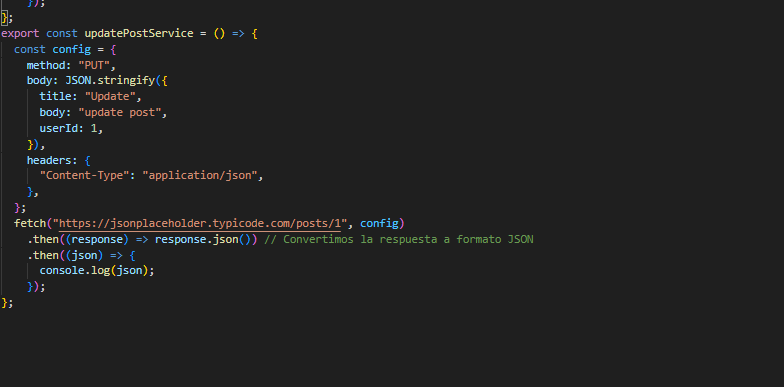 });
};
export const updatePostService = () => {
const config = {
method: "PUT",
body: JSON.stringify({
title: "Update",
body: "update post",
userId: 1,
}),
headers: {
"Content-Type": "application/json",
},
};
fetch("https://jsonplaceholder.typicode.com/posts/1", config)
.then((response) => response.json()) // Convertimos la respuesta a formato JSON
.then((json) => {
console.log(json);
});
};